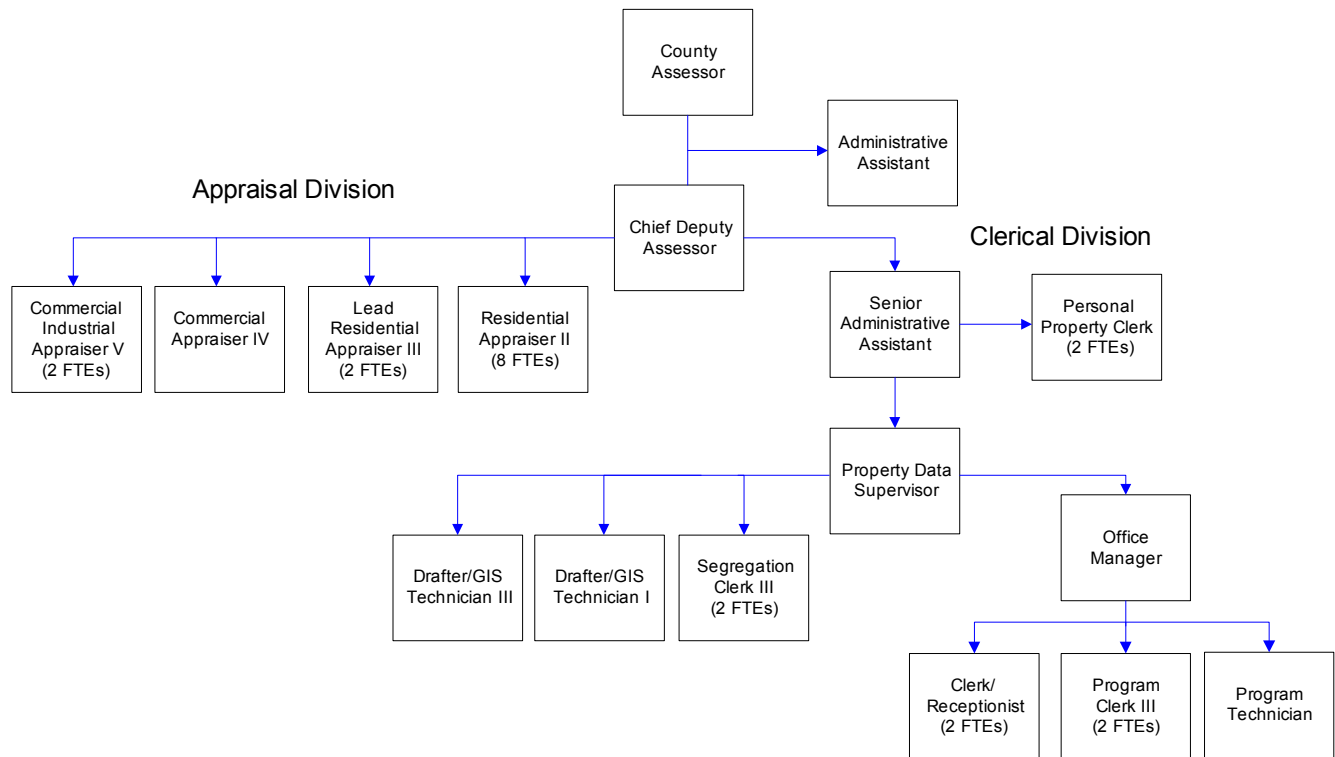 County
Assessor
Administrative
Assistant
Appraisal Division
Chief Deputy
Assessor
Clerical Division
Commercial
Industrial
Appraiser V
(2 FTEs)
Commercial
Appraiser IV
Lead
Residential
Appraiser III
(2 FTEs)
Residential
Appraiser II
(8 FTEs)
Senior
Administrative
Assistant
Personal
Property Clerk
(2 FTEs)
Property Data
Supervisor
Drafter/GIS
Technician III
Drafter/GIS
Technician I
Segregation
Clerk III
(2 FTEs)
Office
Manager
Clerk/
Receptionist
(2 FTEs)
Program
Clerk III
(2 FTEs)
Program
Technician